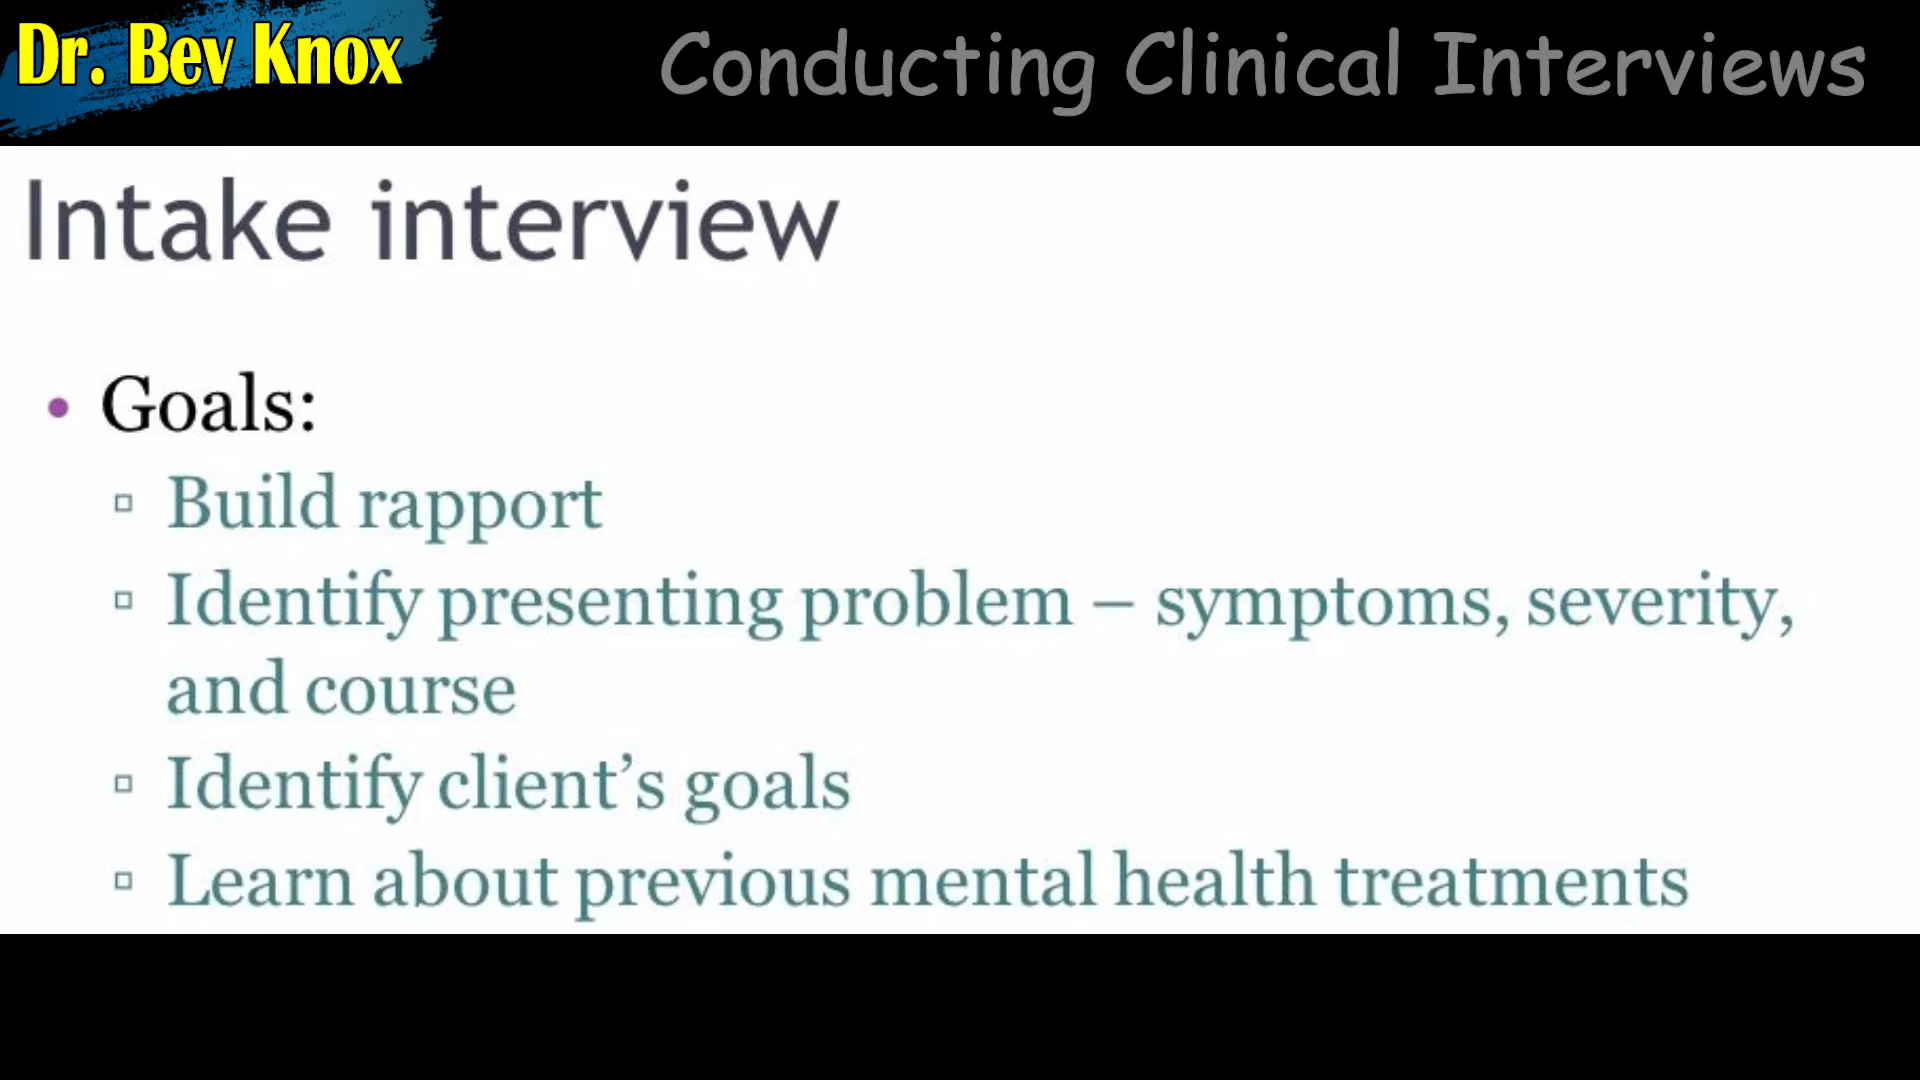 Dr. Bev Knox
Conducting Clinical Interviews
Intake interview
• Goals:
▫ Build rapport
▫ Identify presenting problem – symptoms, severity,
and course
▫ Identify client’s goals
▫ Learn about previous mental health treatments